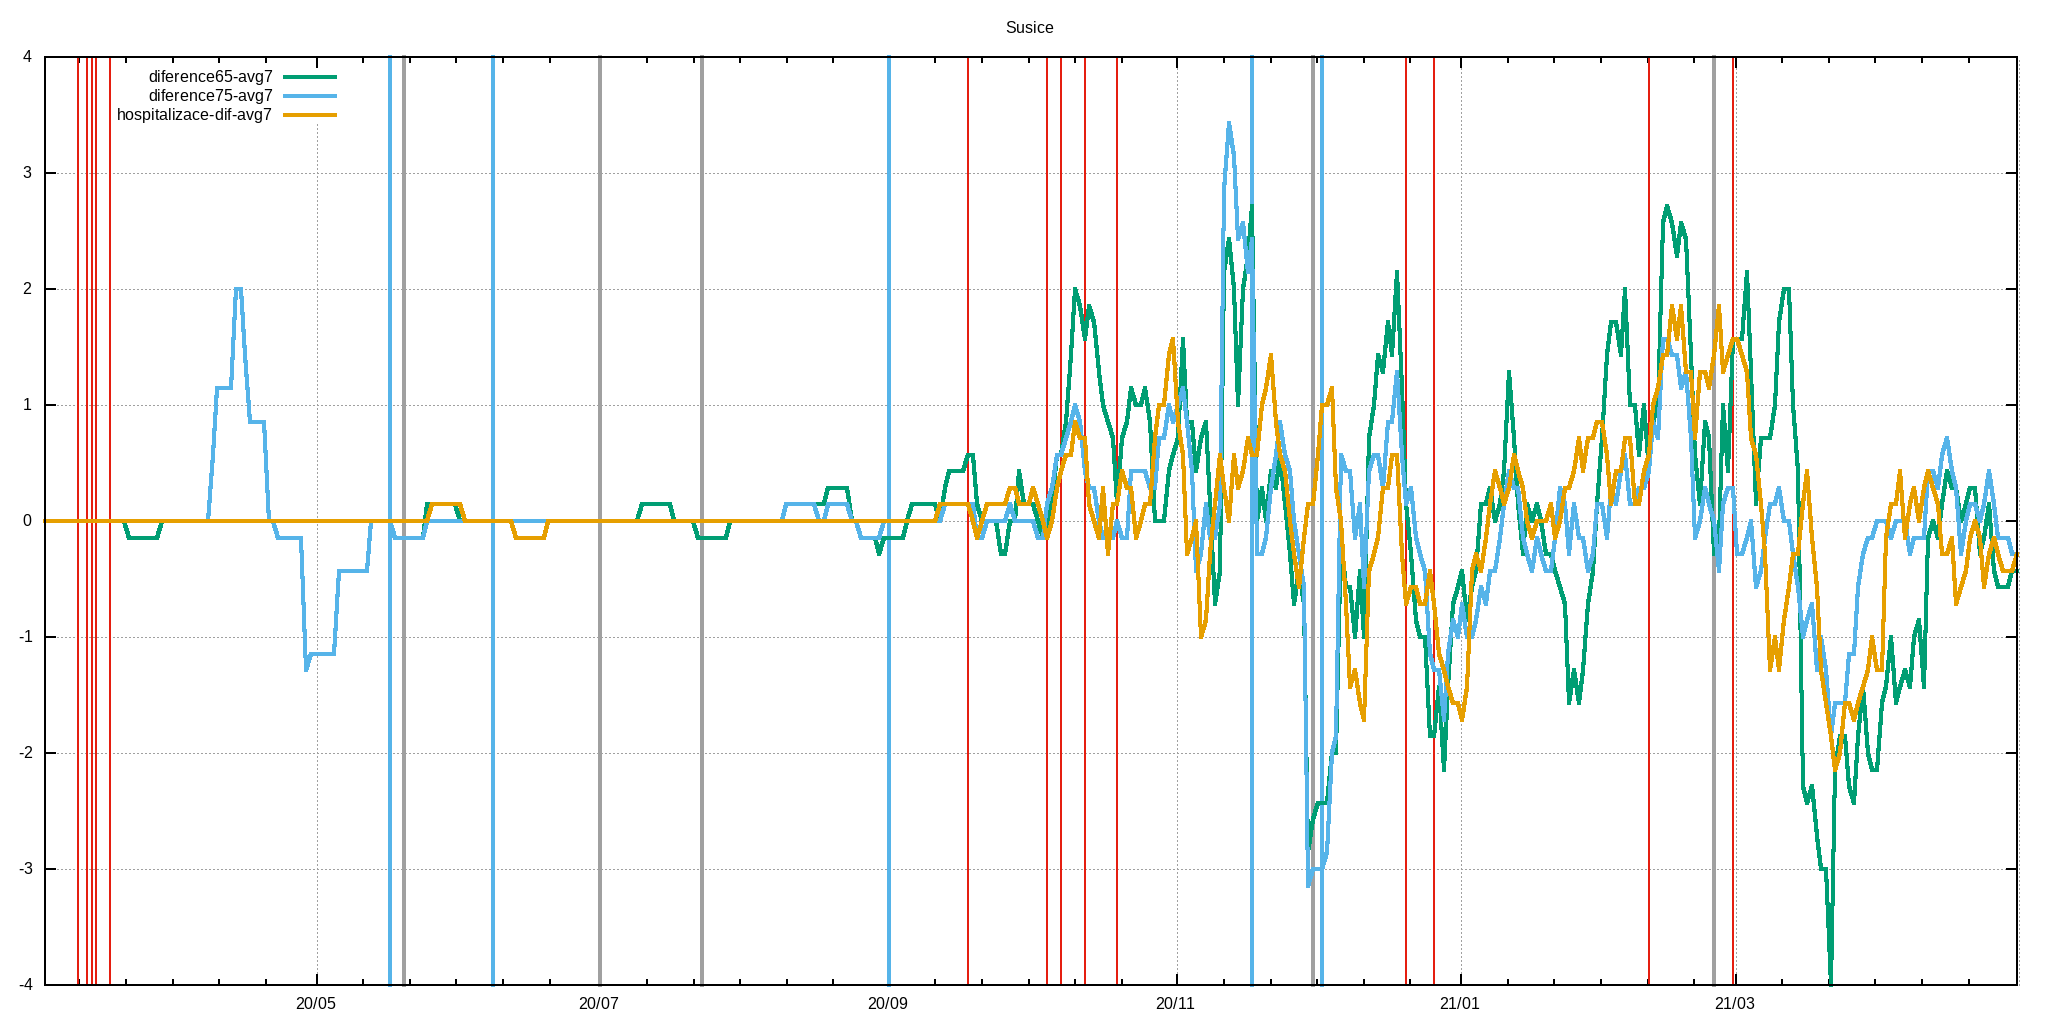 Susice
diference65-avg7
diference75-avg7
hospitalizace-dif-avg7
4
3
2
1
0
-1
-2
-3
-4
20/05 20/07 20/09 20/11 21/01 21/03